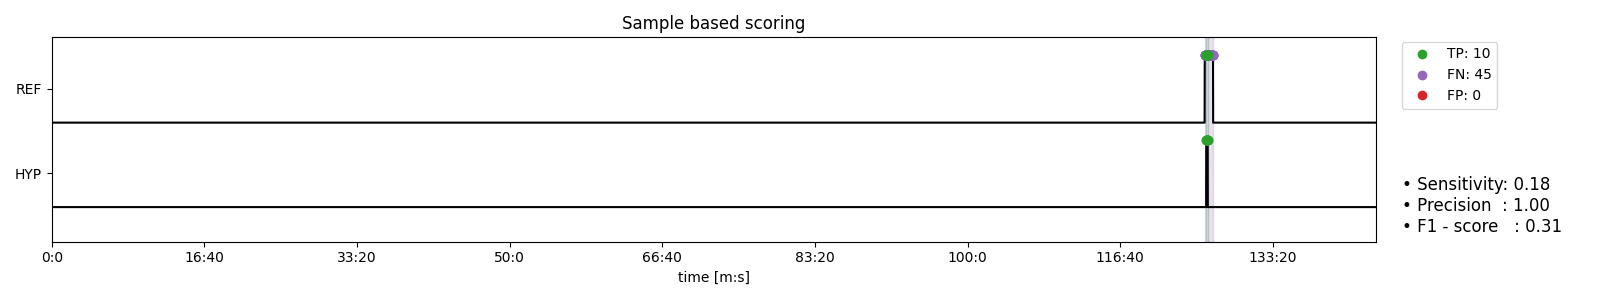 Sample based scoring
REF
HYP
0:0 16:40 33:20 50:0 66:40 83:20 100:0 116:40 133:20
time [m:s]
TP: 10
FN: 45
FP: 0
• Sensitivity: 0.18
• Precision : 1.00
• F1 - score : 0.31